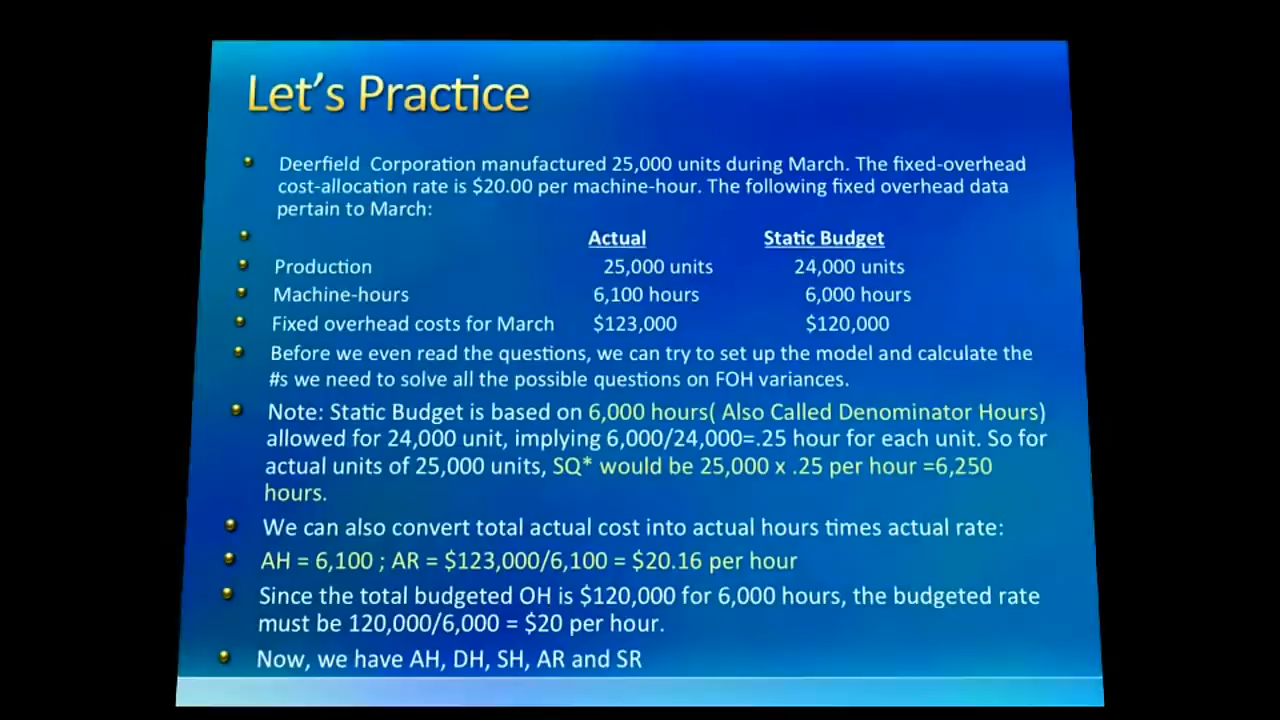 Let's Practice
Deerfield Corporation manufactured 25,000 units during March. The fixed-overhead
cost-allocation rate is $20.00 per machine-hour. The following fixed overhead data
pertain to March:
Actual Static Budget
Production 25,000 units 24,000 units
Machine-hours 6,100 hours 6,000 hours
Fixed overhead costs for March $123,000 $120,000
Before we even read the questions, we can try to set up the model and calculate the
#s we need to solve all the possible questions on FOH variances.
Note: Static Budget is based on 6,000 hours( Also Called Denominator Hours)
allowed for 24,000 unit, implying 6,000/24,000=.25 hour for each unit. So for
actual units of 25,000 units, SQ* would be 25,000 x .25 per hour =6,250
hours.
We can also convert total actual cost into actual hours times actual rate:
AH = 6,100 ; AR = $123,000/6,100 = $20.16 per hour
Since the total budgeted OH is $120,000 for 6,000 hours, the budgeted rate
must be 120,000/6,000 = $20 per hour.
Now, we have AH, DH, SH, AR and SR